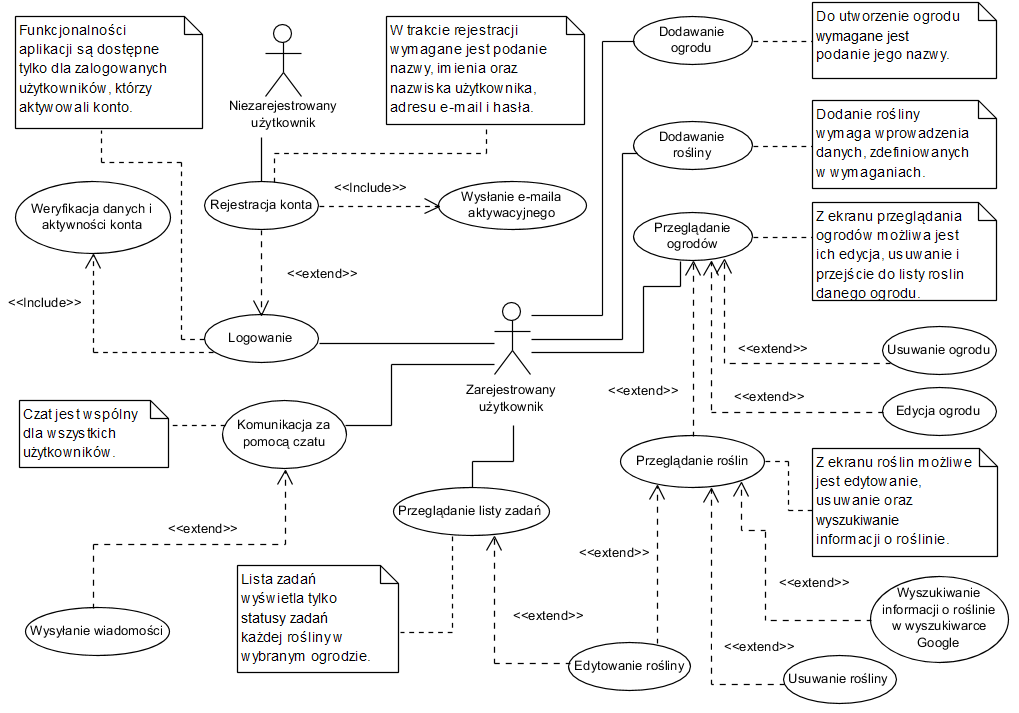 Funkcjonalności
aplikacji są dostępne
tylko dla zalogowanych
użytkowników, którzy
aktywowali konto.
Niezarejestrowany
użytkownik
W trakcie rejestracji
wymagane jest podanie
nazwy, imienia oraz
nazwiska użytkownika,
adresu e-mail i hasła.
Dodawanie
ogrodu
Do utworzenie ogrodu
wymagane jest
podanie jego nazwy.
Dodawanie
rośliny
Dodanie rośliny
wymaga wprowadzenia
danych, zdefiniowanych
w wymaganiach.
Weryfikacja danych i
aktywności konta
Rejestracja konta
<<Include>>
Wysłanie e-maila
aktywacyjnego
Przeglądanie
ogrodów
Z ekranu przeglądania
ogrodów możliwa jest
ich edycja, usuwanie i
przejście do listy roslin
danego ogrodu.
<<extend>>
<<Include>>
Logowanie
Zarejestrowany
użytkownik
<<extend>>
Usuwanie ogrodu
<<extend>>
<<extend>>
Edycja ogrodu
Czat jest wspólny
dla wszystkich
użytkowników.
Komunikacja za
pomocą czatu
Przeglądanie roślin
Z ekranu roślin możliwe
jest edytowanie,
usuwanie oraz
wyszukiwanie
informacji o roślinie.
Przeglądanie listy zadań
<<extend>>
<<extend>>
Lista zadań
wyświetla tylko
statusy zadań
każdej rośliny w
wybranym ogrodzie.
<<extend>>
<<extend>>
Wyszukiwanie
informacji o roślinie
w wyszukiwarce
Google
Wysyłanie wiadomości
<<extend>>
Edytowanie rośliny
Usuwanie rośliny